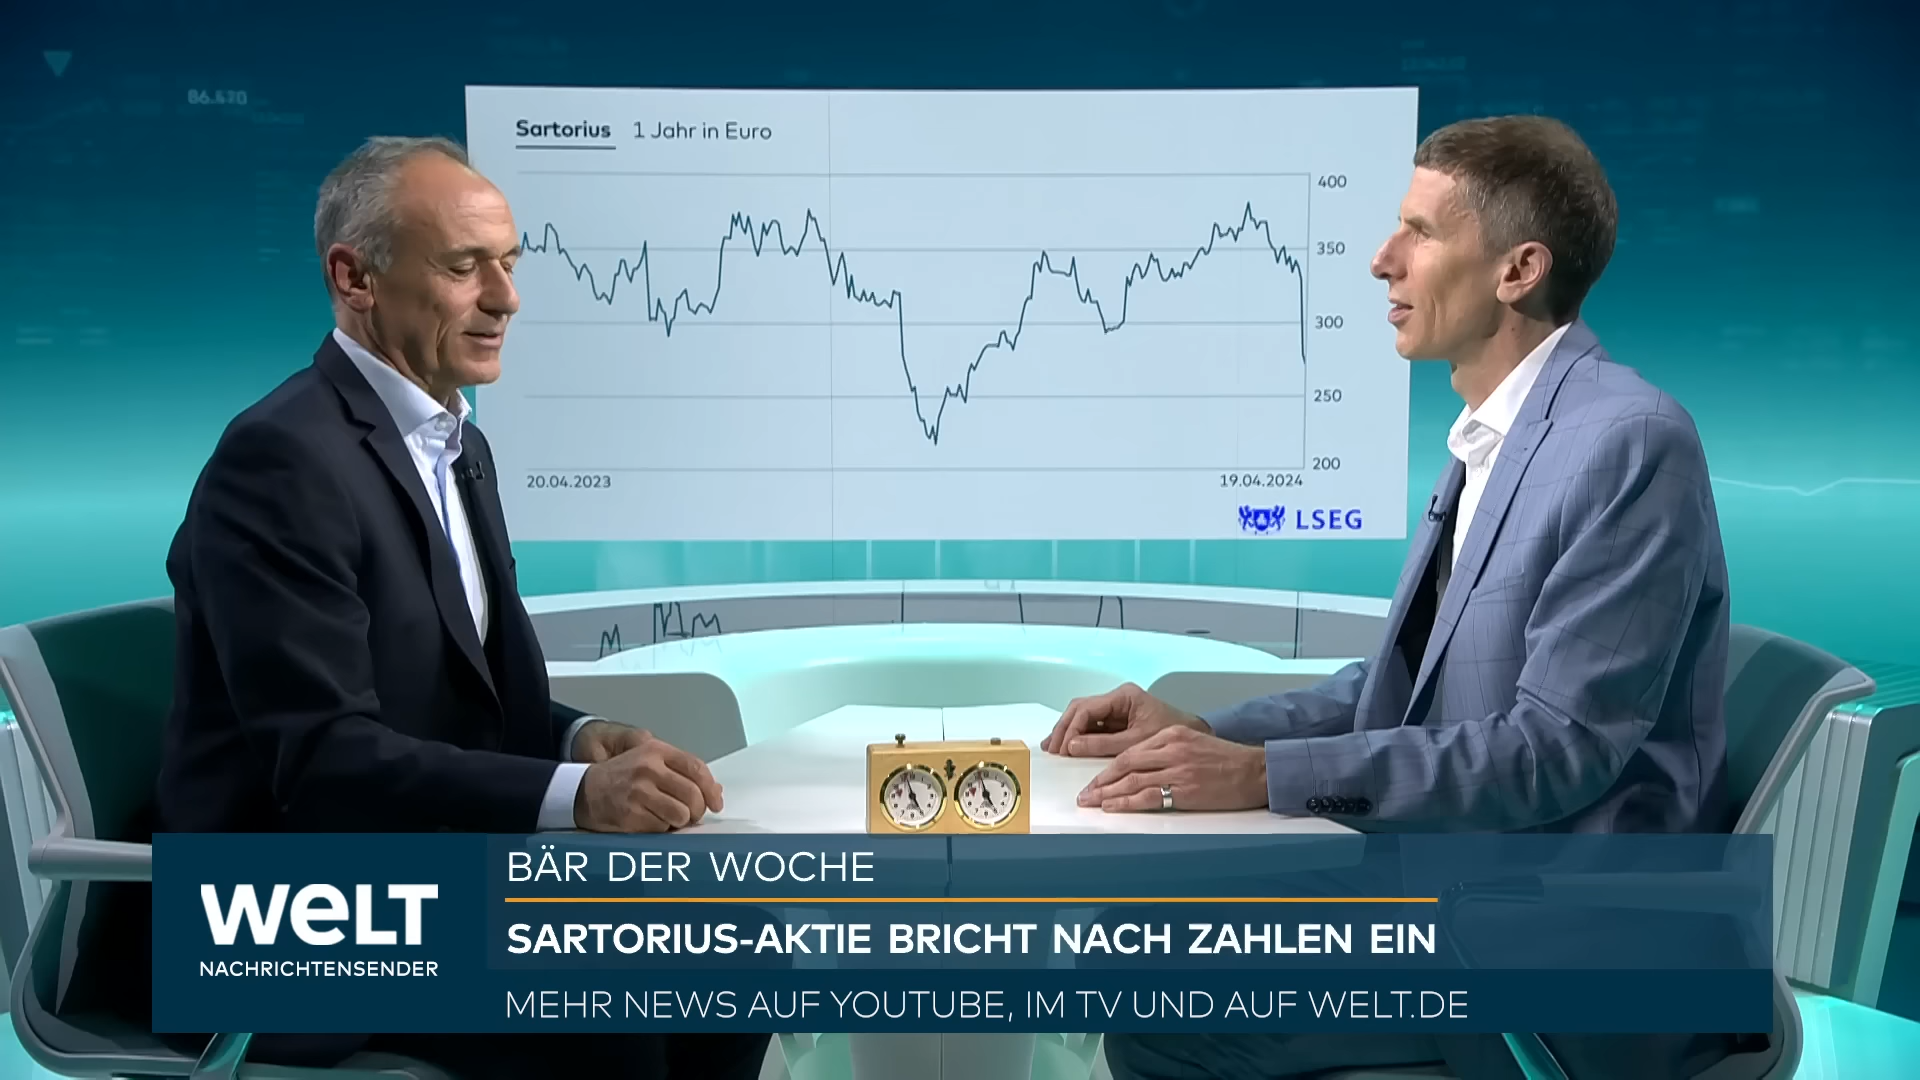 86.570
Sartorius 1 Jahr in Euro
400
350
300
250
200
20.04.2023 19.04.2024
LSEG
BÄR DER WOCHE
SARTORIUS-AKTIE BRICHT NACH ZAHLEN EIN
MEHR NEWS AUF YOUTUBE, IM TV UND AUF WELT.DE
WELT
NACHRICHTENSENDER